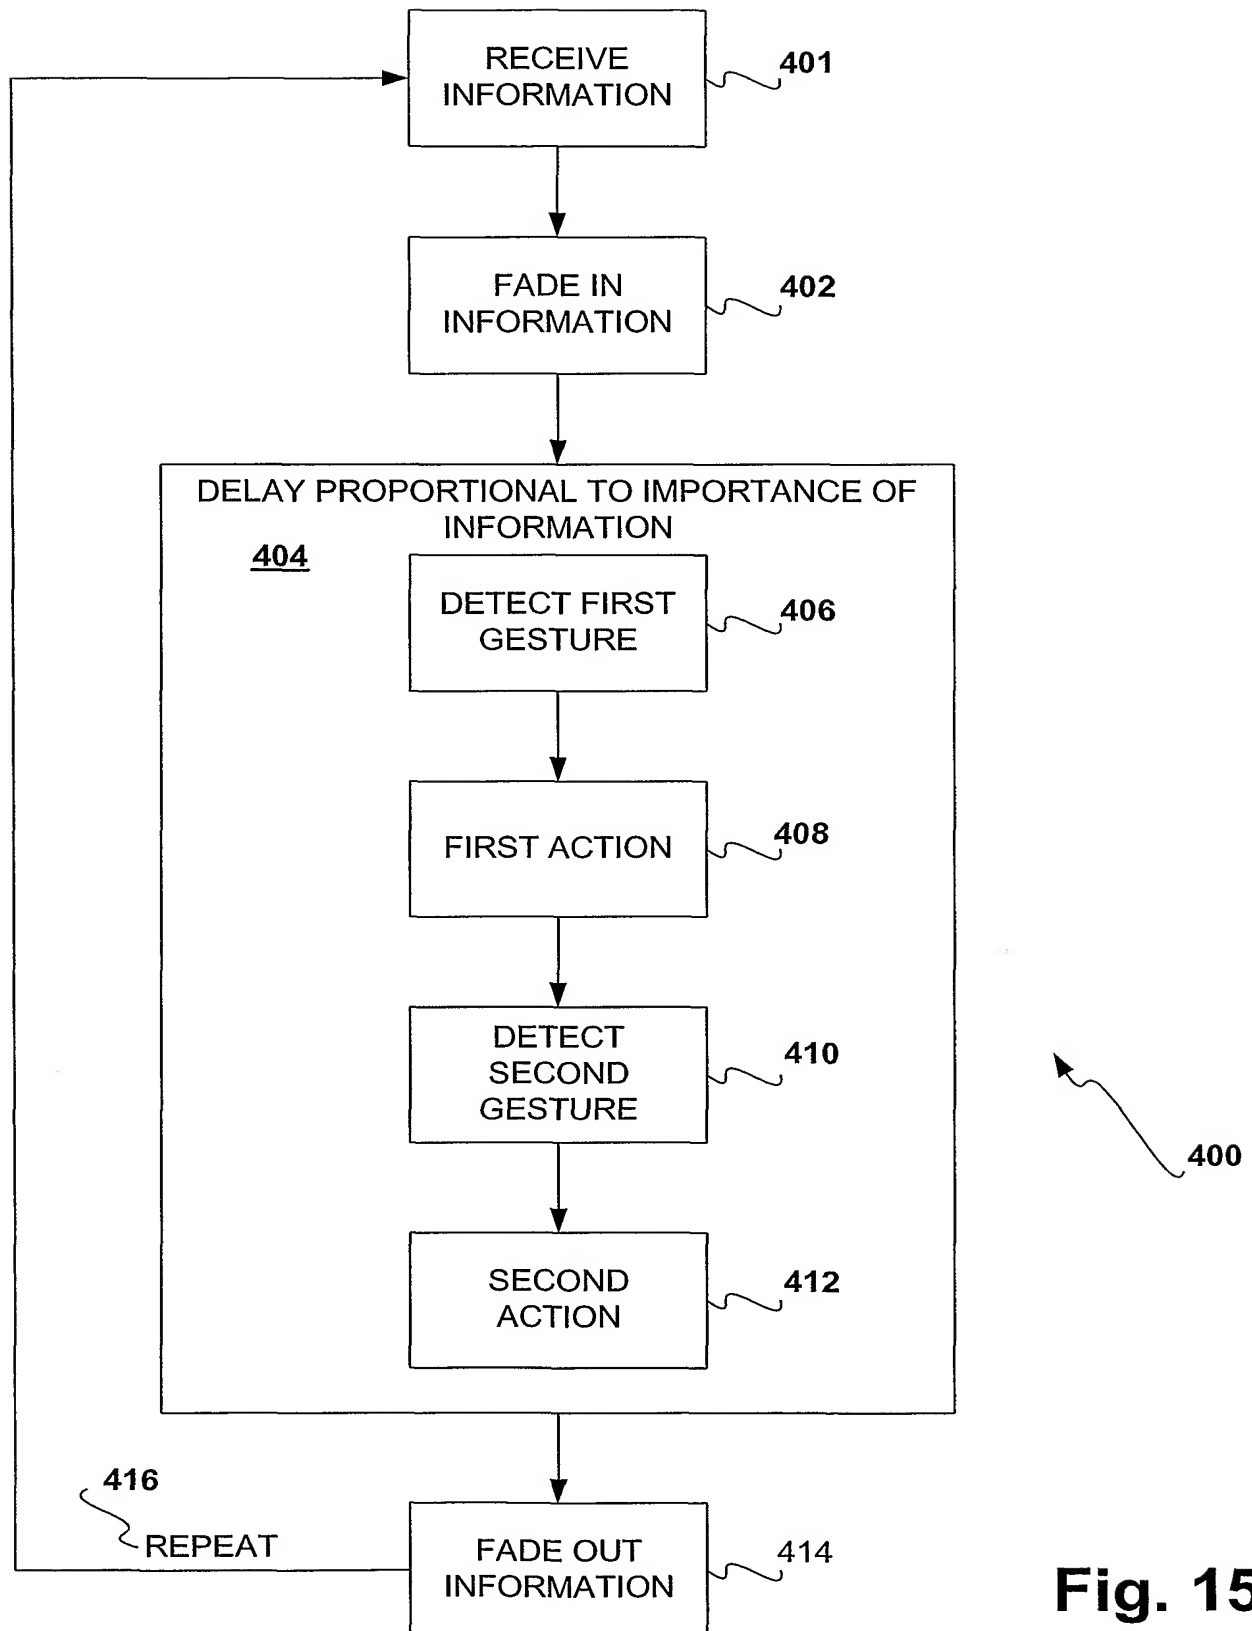 RECEIVE
INFORMATION
401
FADE IN
INFORMATION
402
DELAY PROPORTIONAL TO IMPORTANCE OF
INFORMATION
404
DETECT FIRST
GESTURE
406
FIRST ACTION
408
DETECT
SECOND
GESTURE
410
400
SECOND
ACTION
412
416
REPEAT
FADE OUT
INFORMATION
414
Fig. 15